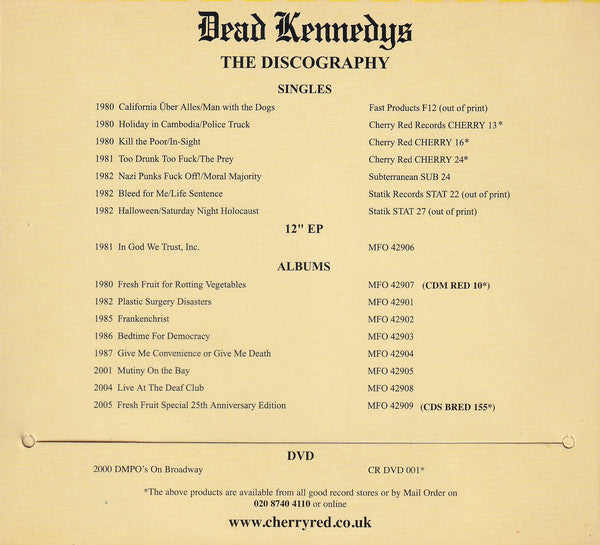 Dead Kennedys
THE DISCOGRAPHY
SINGLES
1980 California Über Alles/Man with the Dogs Fast Products F12 (out of print)
1980 Holiday in Cambodia/Police Truck Cherry Red Records CHERRY 13*
1980 Kill the Poor/In-Sight Cherry Red CHERRY 16*
1981 Too Drunk Too Fuck/The Prey Cherry Red CHERRY 24*
1982 Nazi Punks Fuck Off!/Moral Majority Subterranean SUB 24
1982 Bleed for Me/Life Sentence Statik Records STAT 22 (out of print)
1982 Halloween/Saturday Night Holocaust Statik STAT 27 (out of print)
12" EP
1981 In God We Trust, Inc. MFO 42906
ALBUMS
1980 Fresh Fruit for Rotting Vegetables MFO 42907 (CDM RED 10*)
1982 Plastic Surgery Disasters MFO 42901
1985 Frankenchrist MFO 42902
1986 Bedtime For Democracy MFO 42903
1987 Give Me Convenience or Give Me Death MFO 42904
2001 Mutiny On the Bay MFO 42905
2004 Live At The Deaf Club MFO 42908
2005 Fresh Fruit Special 25th Anniversary Edition MFO 42909 (CDS BRED 155*)
DVD
2000 DMPO's On Broadway CR DVD 001*
*The above products are available from all good record stores or by Mail Order on
020 8740 4110 or online
www.cherryred.co.uk